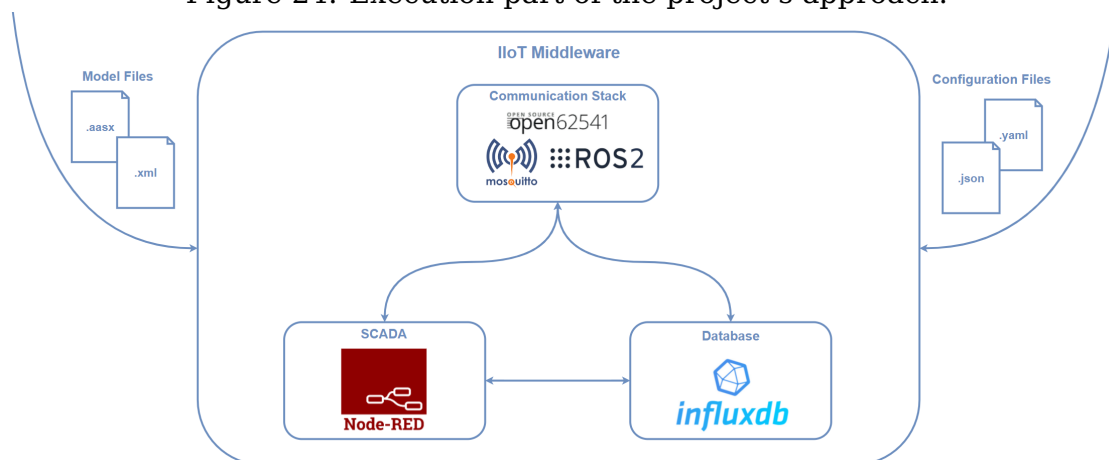 Figure 24: Execution part of the project's approach.
IIoT Middleware
Model Files
.aasx
.xml
Communication Stack
OPEN SOURCE
open62541
mosquitto
ROS2
Configuration Files
.yaml
.json
SCADA
Node-RED
Database
influxdb